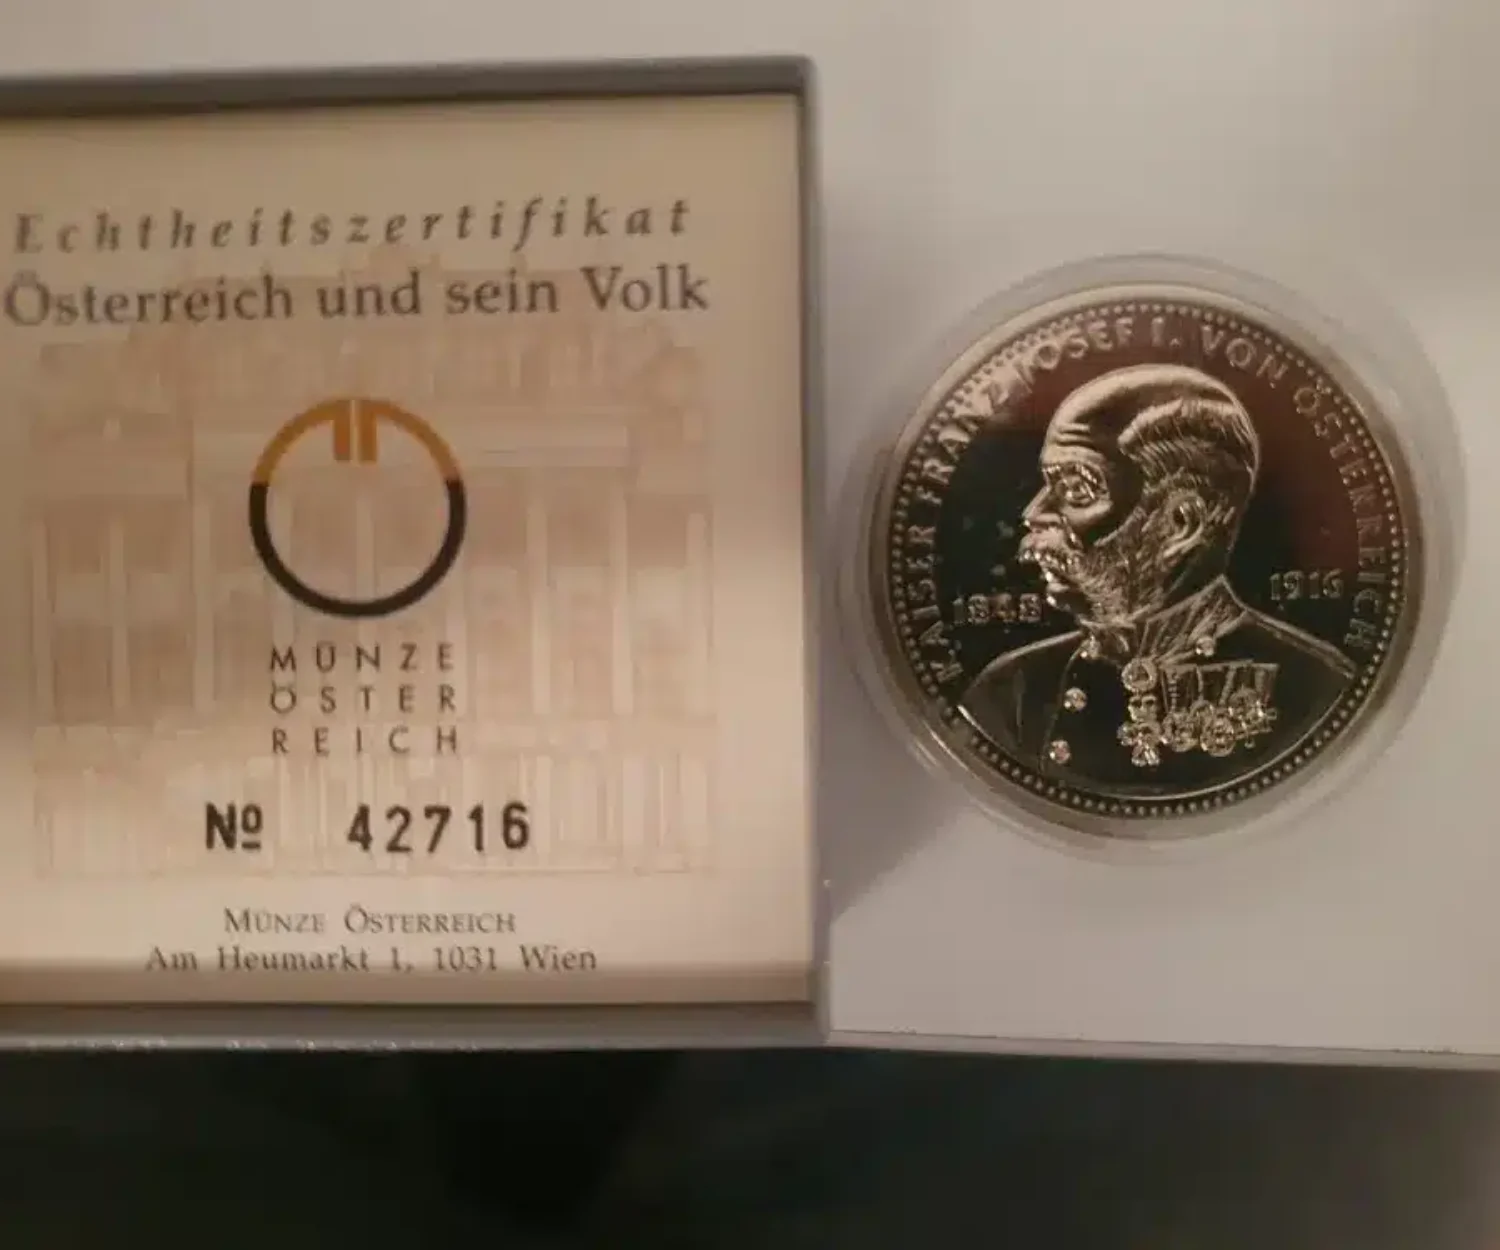 Echtheitszertifikat
Österreich und sein Volk
MÜNZE
ÖSTER
REICH
Nº 42716
MÜNZE ÖSTERREICH
Am Heumarkt 1, 1031 Wien
KAISER FRANZ JOSEF I. VON ÖSTERREICH
1848
1916